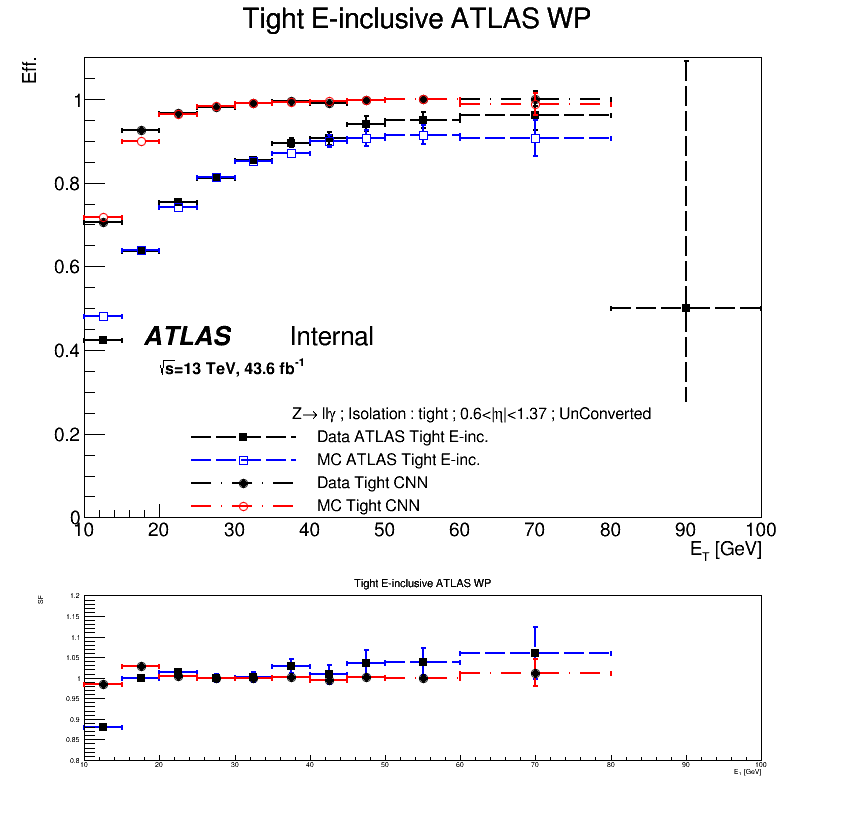 Tight E-inclusive ATLAS WP
Eff.
1
0.8
0.6
0.4
0.2
0
ATLAS Internal
√s=13 TeV, 43.6 fb-1
Z→ llγ ; Isolation : tight ; 0.6<|η|<1.37 ; UnConverted
Data ATLAS Tight E-inc.
MC ATLAS Tight E-inc.
Data Tight CNN
MC Tight CNN
10 20 30 40 50 60 70 80 90 100
ET [GeV]
Tight E-inclusive ATLAS WP
SF
1.2
1.15
1.1
1.05
1
0.95
0.9
0.85
0.8
10 20 30 40 50 60 70 80 90 100
ET [GeV]